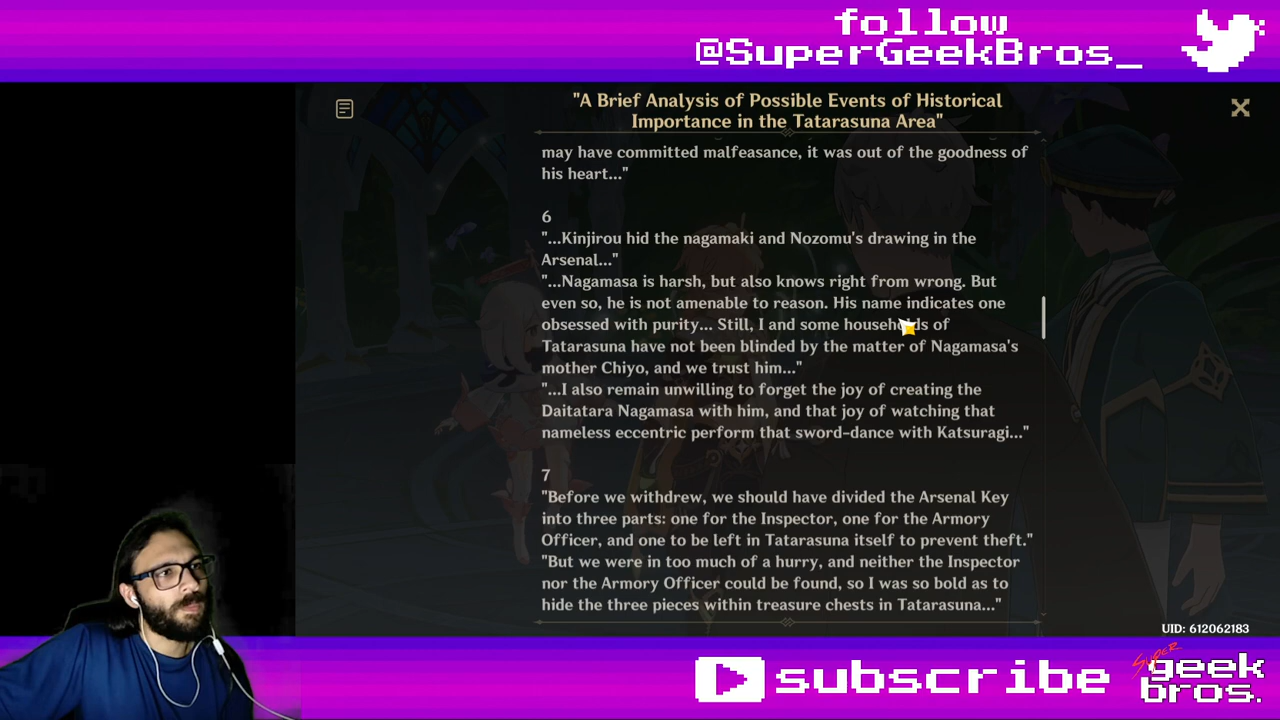 follow
@SuperGeekBros_
"A Brief Analysis of Possible Events of Historical
Importance in the Tatarasuna Area"
may have committed malfeasance, it was out of the goodness of
his heart..."
6
"...Kinjirou hid the nagamaki and Nozomu's drawing in the
Arsenal..."
"...Nagamasa is harsh, but also knows right from wrong. But
even so, he is not amenable to reason. His name indicates one
obsessed with purity... Still, I and some households of
Tatarasuna have not been blinded by the matter of Nagamasa's
mother Chiyo, and we trust him..."
"...I also remain unwilling to forget the joy of creating the
Daitatara Nagamasa with him, and that joy of watching that
nameless eccentric perform that sword-dance with Katsuragi..."
7
"Before we withdrew, we should have divided the Arsenal Key
into three parts: one for the Inspector, one for the Armory
Officer, and one to be left in Tatarasuna itself to prevent theft."
"But we were in too much of a hurry, and neither the Inspector
nor the Armory Officer could be found, so I was so bold as to
hide the three pieces within treasure chests in Tatarasuna..."
UID: 612062183
subscribe
SUPER
geek
bros.